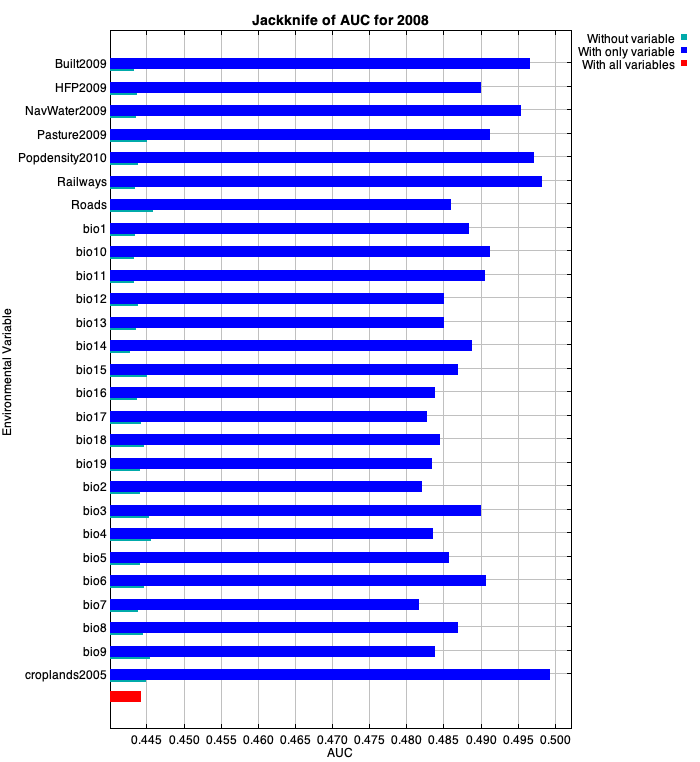 Jackknife of AUC for 2008
Without variable
With only variable
With all variables
Environmental Variable
Built2009
HFP2009
NavWater2009
Pasture2009
Popdensity2010
Railways
Roads
bio1
bio10
bio11
bio12
bio13
bio14
bio15
bio16
bio17
bio18
bio19
bio2
bio3
bio4
bio5
bio6
bio7
bio8
bio9
croplands2005
0.445 0.450 0.455 0.460 0.465 0.470 0.475 0.480 0.485 0.490 0.495 0.500
AUC